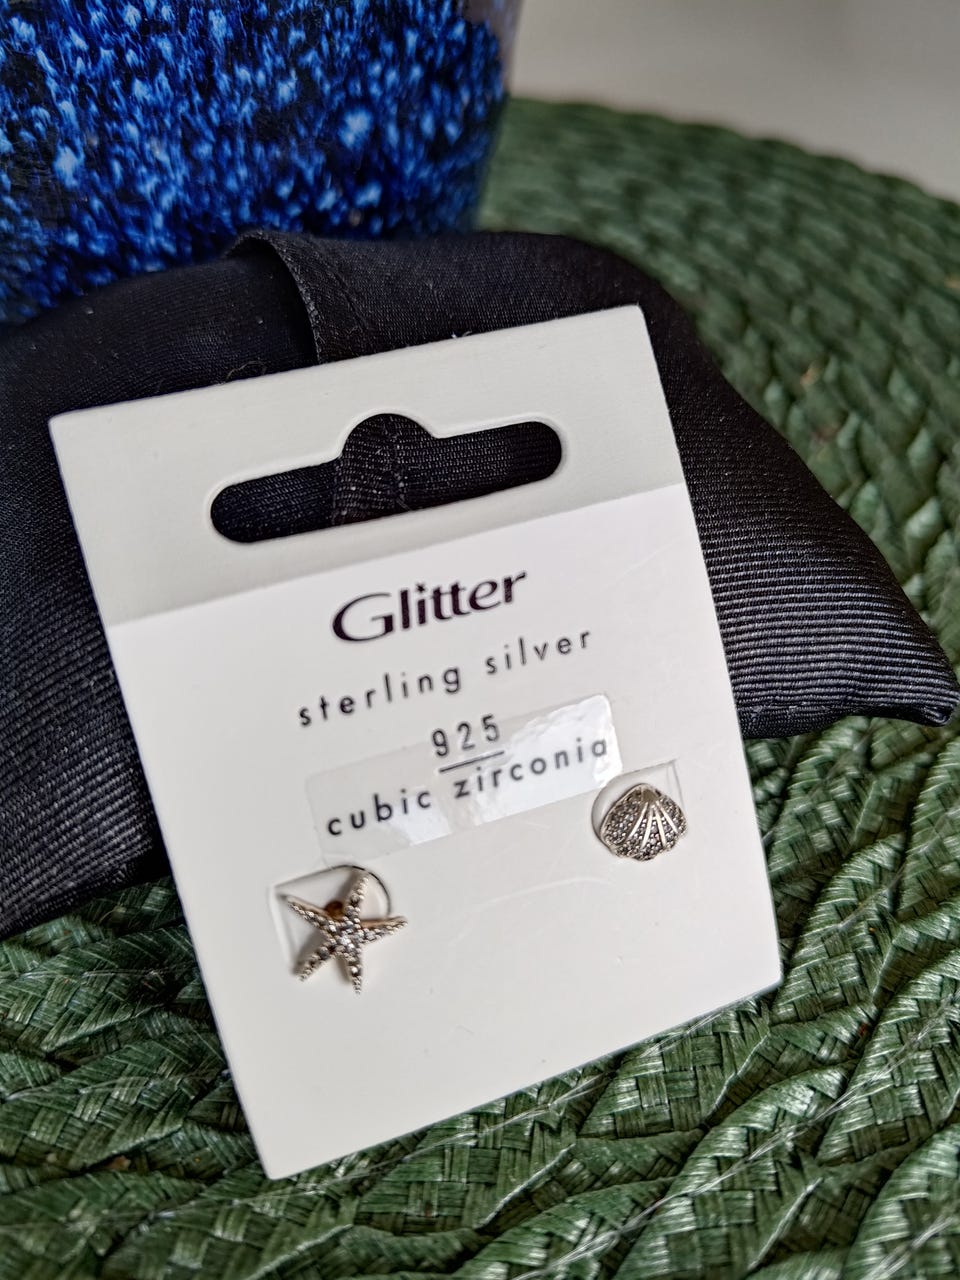 Glitter
sterling silver
925
cubic zirconia